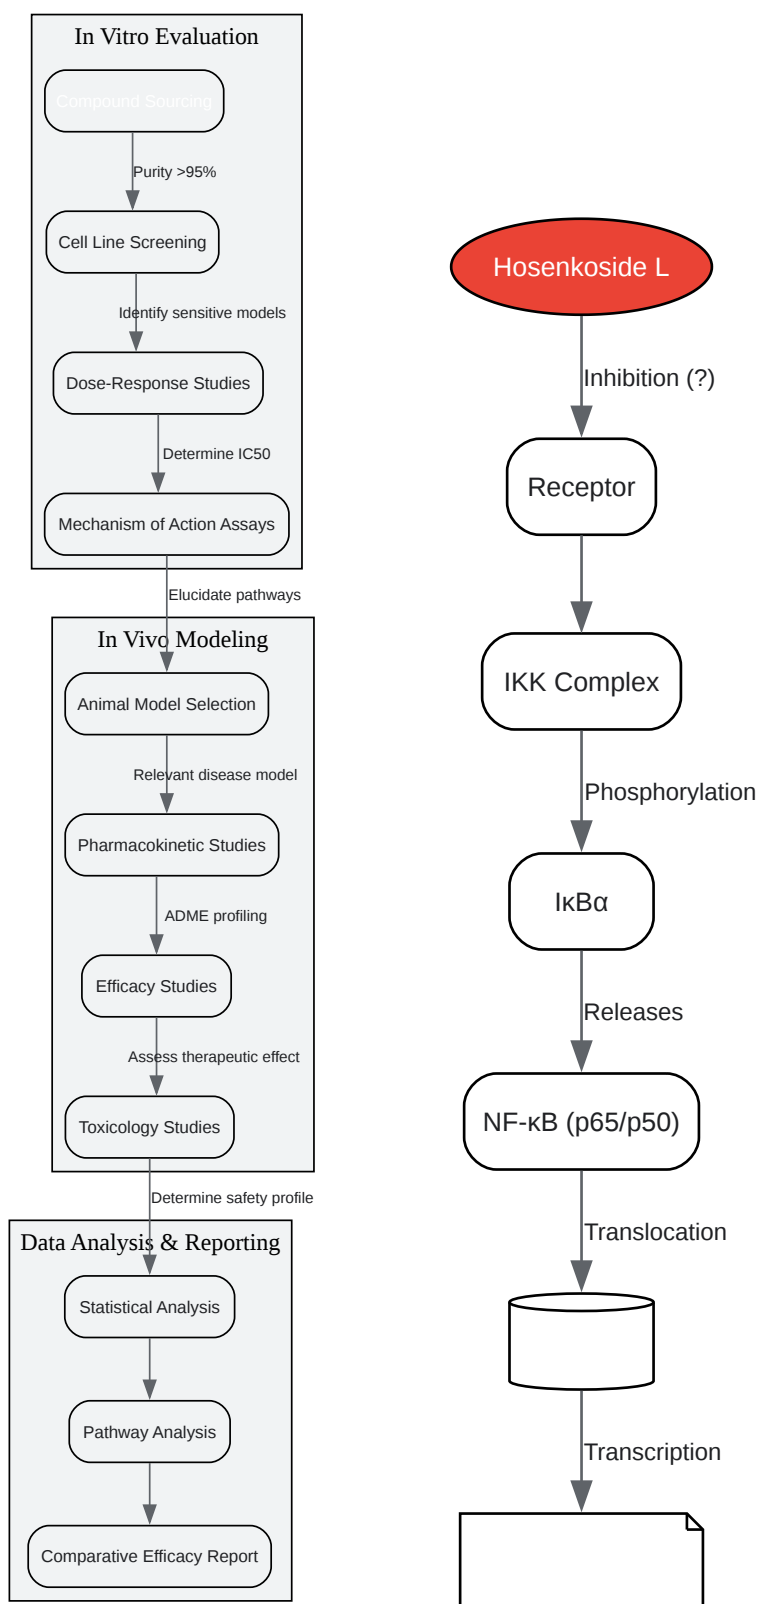 In Vitro Evaluation
Compound Sourcing
Purity >95%
Cell Line Screening
Identify sensitive models
Dose-Response Studies
Determine IC50
Mechanism of Action Assays
Elucidate pathways
In Vivo Modeling
Animal Model Selection
Relevant disease model
Pharmacokinetic Studies
ADME profiling
Efficacy Studies
Assess therapeutic effect
Toxicology Studies
Determine safety profile
Data Analysis & Reporting
Statistical Analysis
Pathway Analysis
Comparative Efficacy Report
Hosenkoside L
Inhibition (?)
Receptor
IKK Complex
Phosphorylation
IκBα
Releases
NF-κB (p65/p50)
Translocation
Transcription